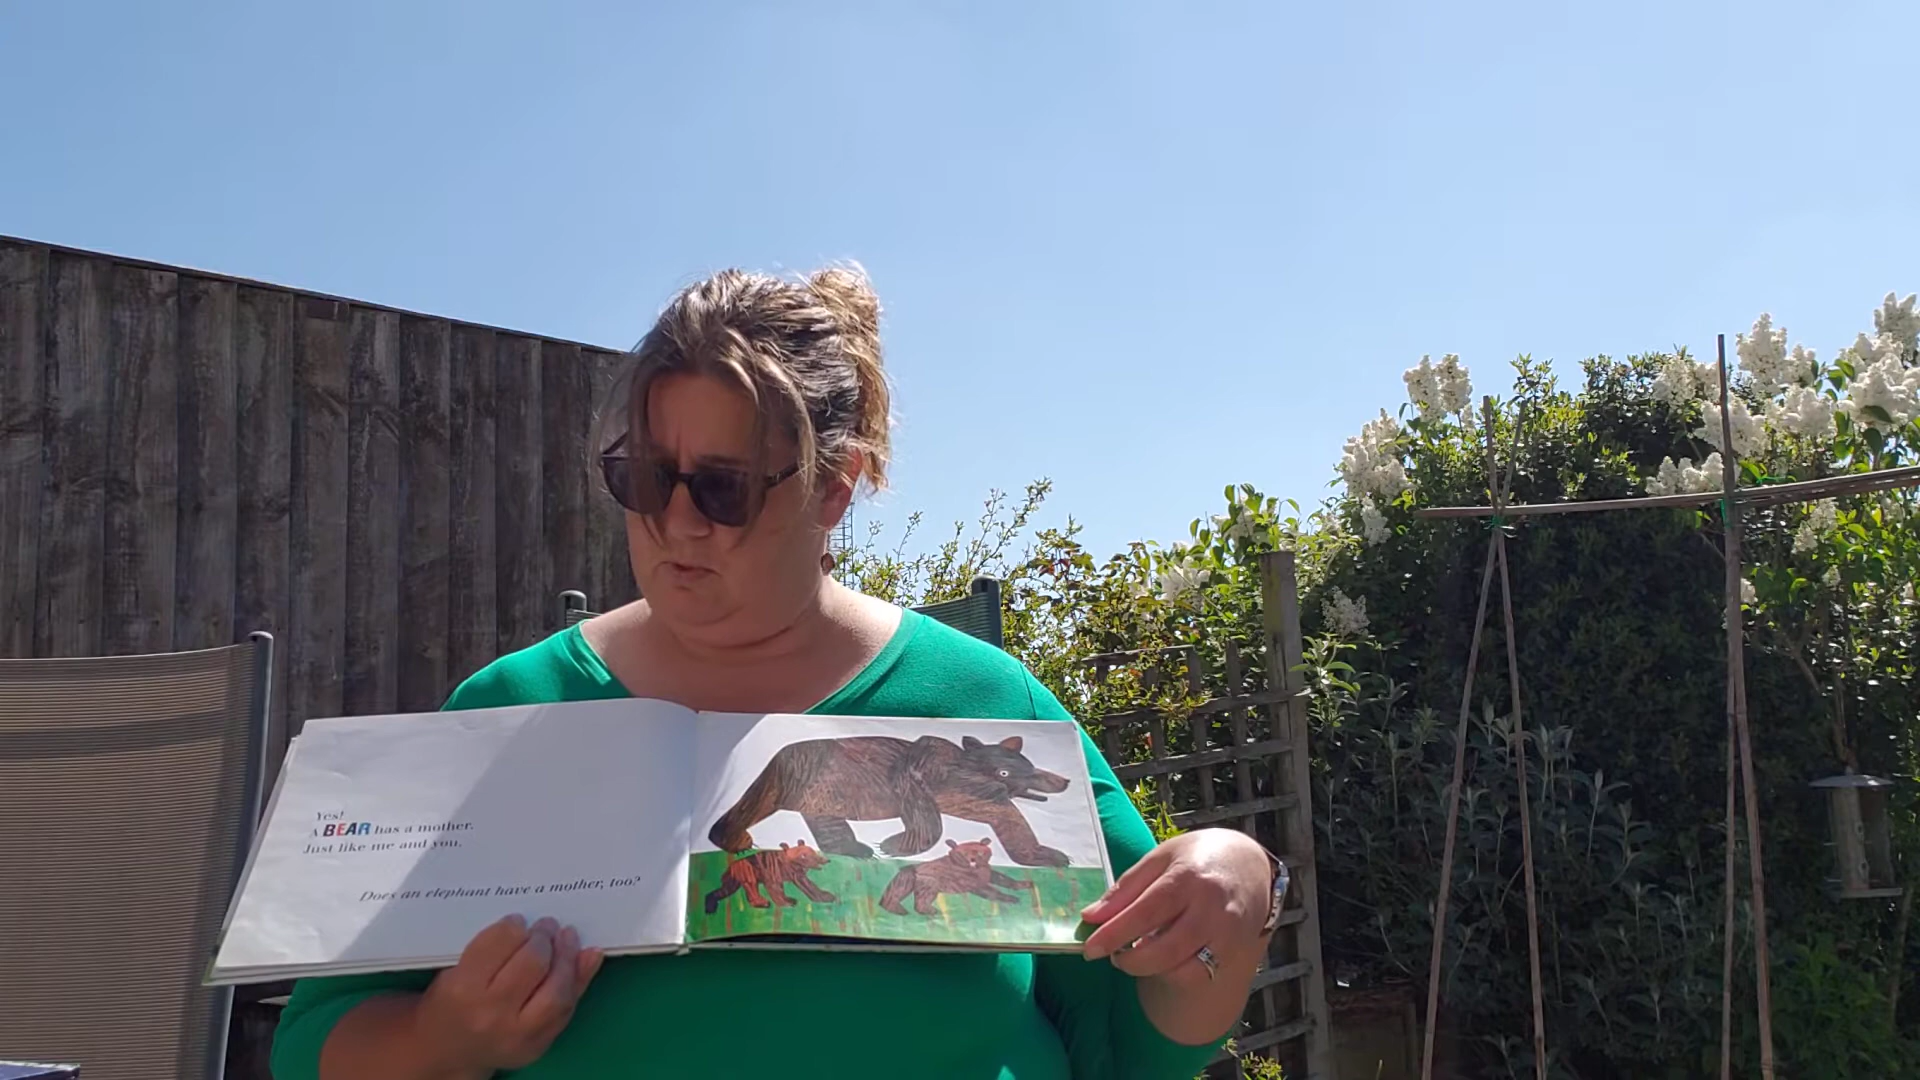 Yes!
A BEAR has a mother.
Just like me and you.
Does an elephant have a mother, too?